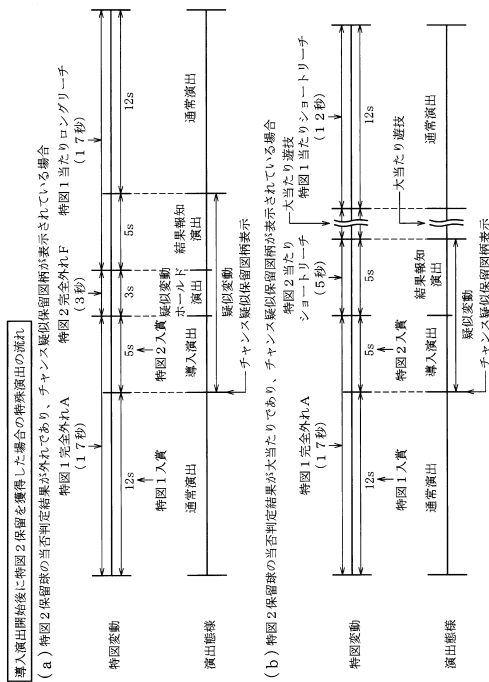 導入演出開始後に特図２保留を獲得した場合の特殊演出の流れ
(ａ)特図２保留球の当否判定結果が外れであり、チャンス疑似保留図柄が表示されている場合
特図１完全外れＡ
(１７秒)
特図２完全外れＦ
(３秒)
特図１当たりロングリーチ
(１７秒)
特図変動
12s
5s
3s
5s
12s
特図１入賞
特図２入賞
疑似変動
演出態様
通常演出
導入演出
ホールド
演出
結果報知
演出
通常演出
疑似変動
チャンス疑似保留図柄表示
(ｂ)特図２保留球の当否判定結果が大当たりであり、チャンス疑似保留図柄が表示されている場合
特図１完全外れＡ
(１７秒)
特図２当たり
ショートリーチ
(５秒)
大当たり遊技
特図１当たりショートリーチ
(１２秒)
特図変動
12s
5s
5s
12s
特図１入賞
特図２入賞
大当たり遊技
演出態様
通常演出
導入演出
結果報知
演出
通常演出
疑似変動
チャンス疑似保留図柄表示